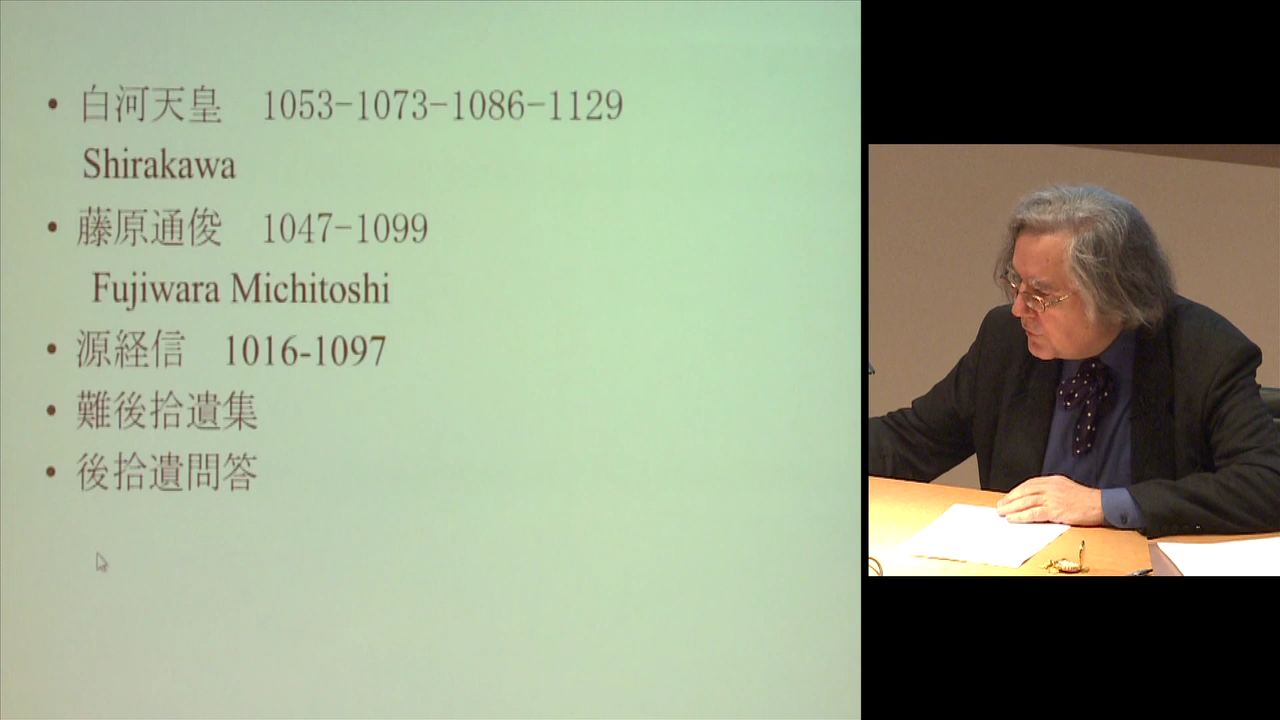 • 白河天皇　1053-1073-1086-1129
Shirakawa
• 藤原通俊　1047-1099
Fujiwara Michitoshi
• 源経信　1016-1097
• 難後拾遺集
• 後拾遺問答